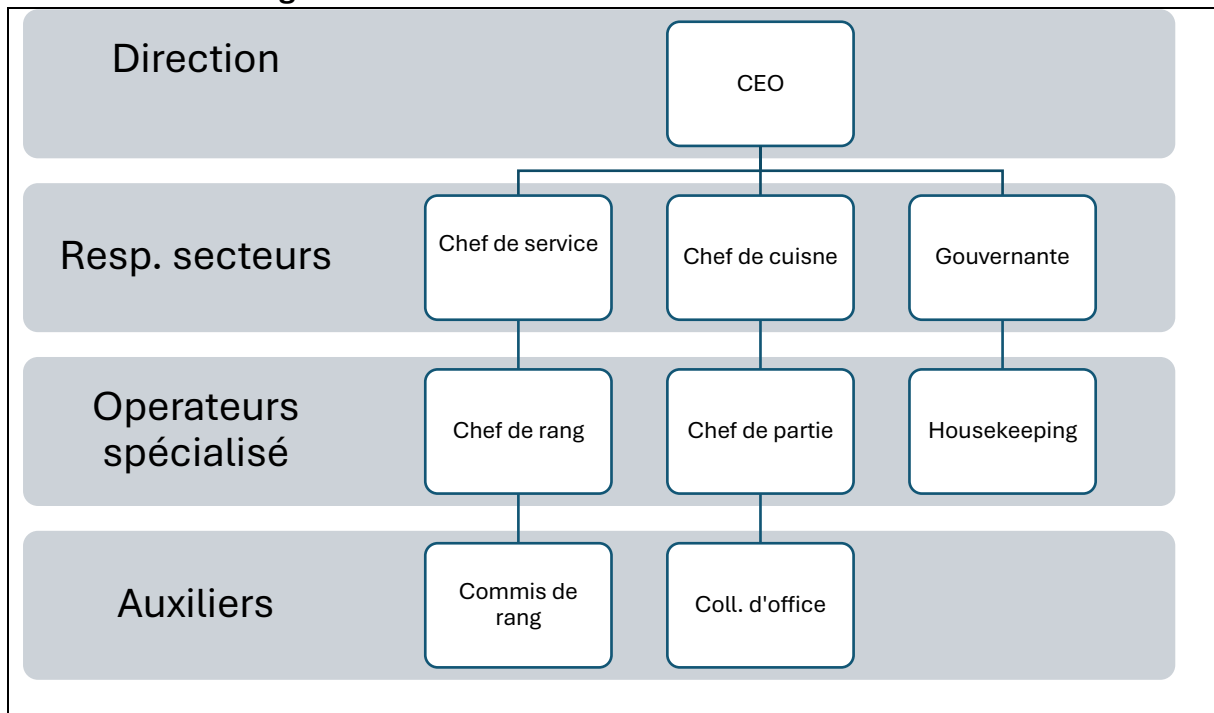 Direction
CEO
Resp. secteurs
Chef de service
Chef de cuisne
Gouvernante
Operateurs
spécialisé
Chef de rang
Chef de partie
Housekeeping
Auxiliers
Commis de
rang
Coll. d'office